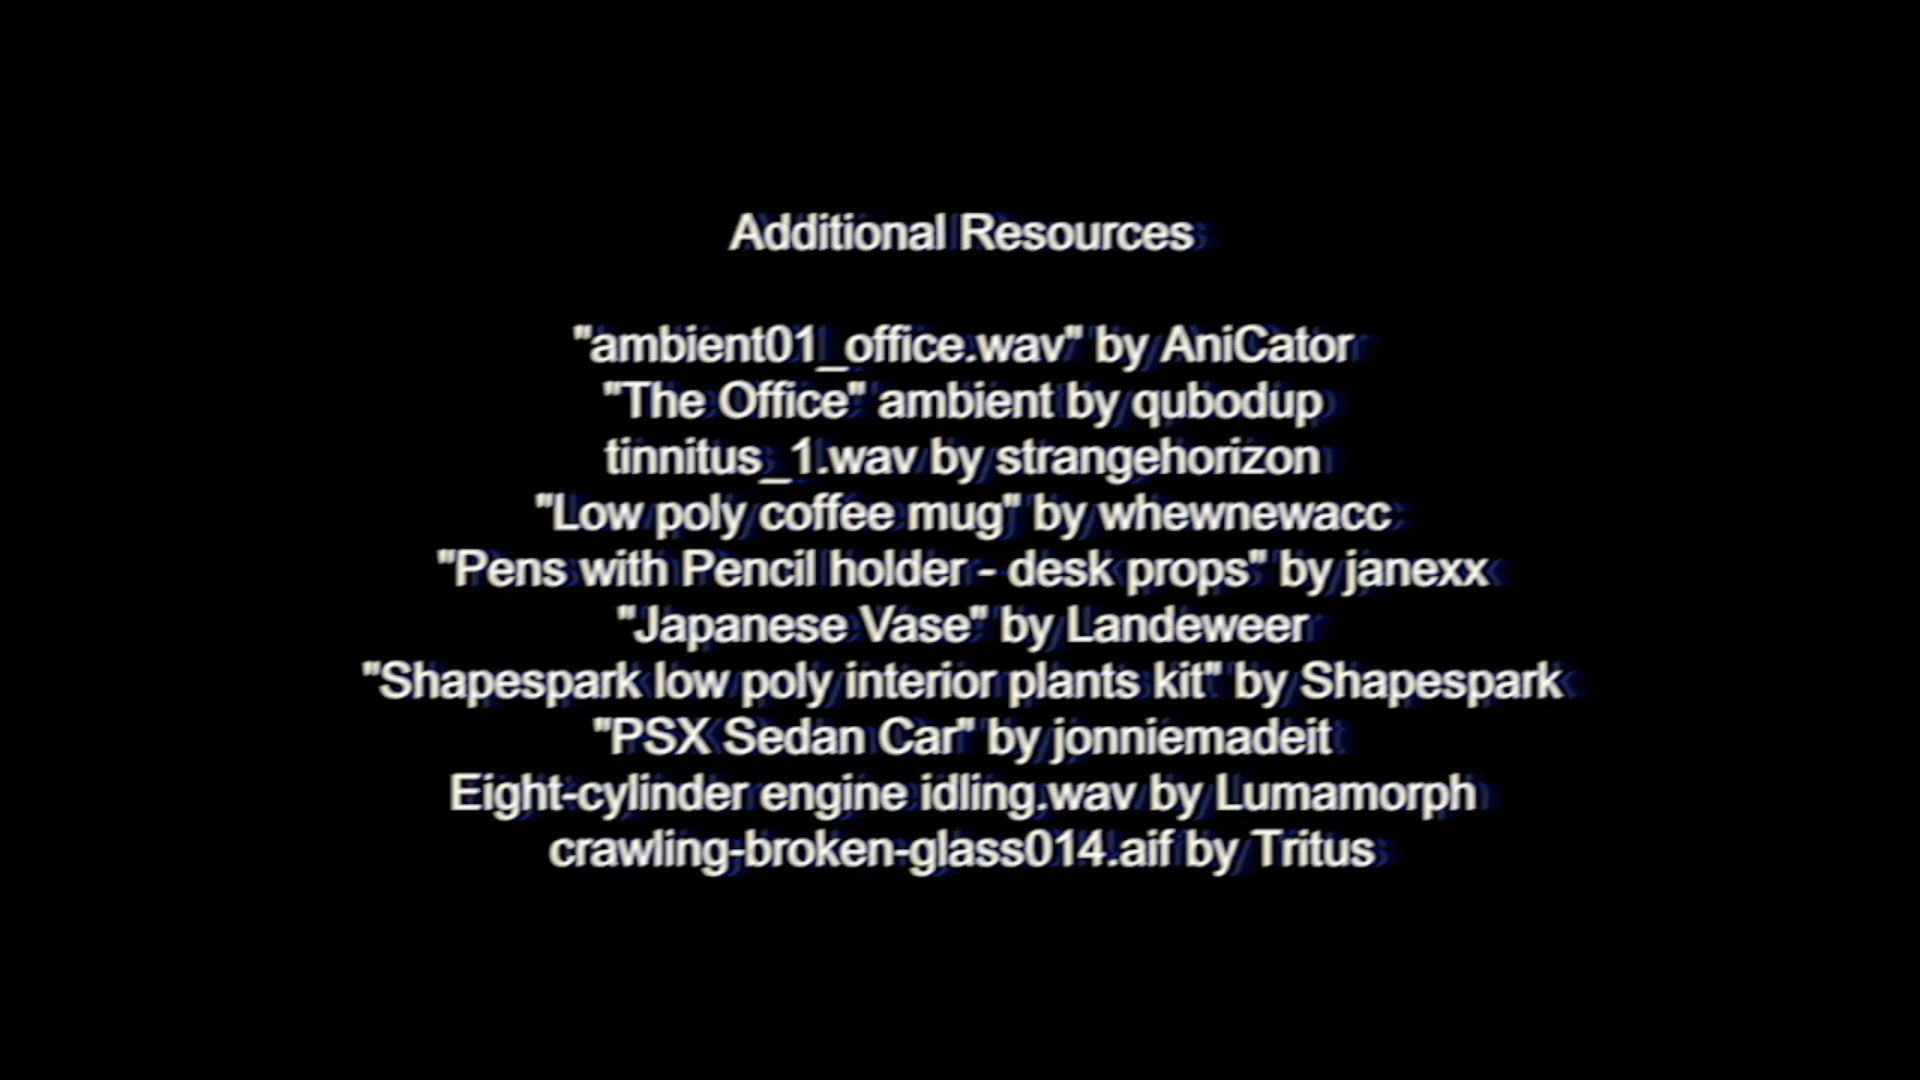 Additional Resources
"ambient01_office.wav" by AniCator
"The Office" ambient by qubodup
tinnitus_1.wav by strangehorizon
"Low poly coffee mug" by whewnewacc
"Pens with Pencil holder - desk props" by janexx
"Japanese Vase" by Landeweer
"Shapespark low poly interior plants kit" by Shapespark
"PSX Sedan Car" by jonniemadeit
Eight-cylinder engine idling.wav by Lumamorph
crawling-broken-glass014.aif by Tritus